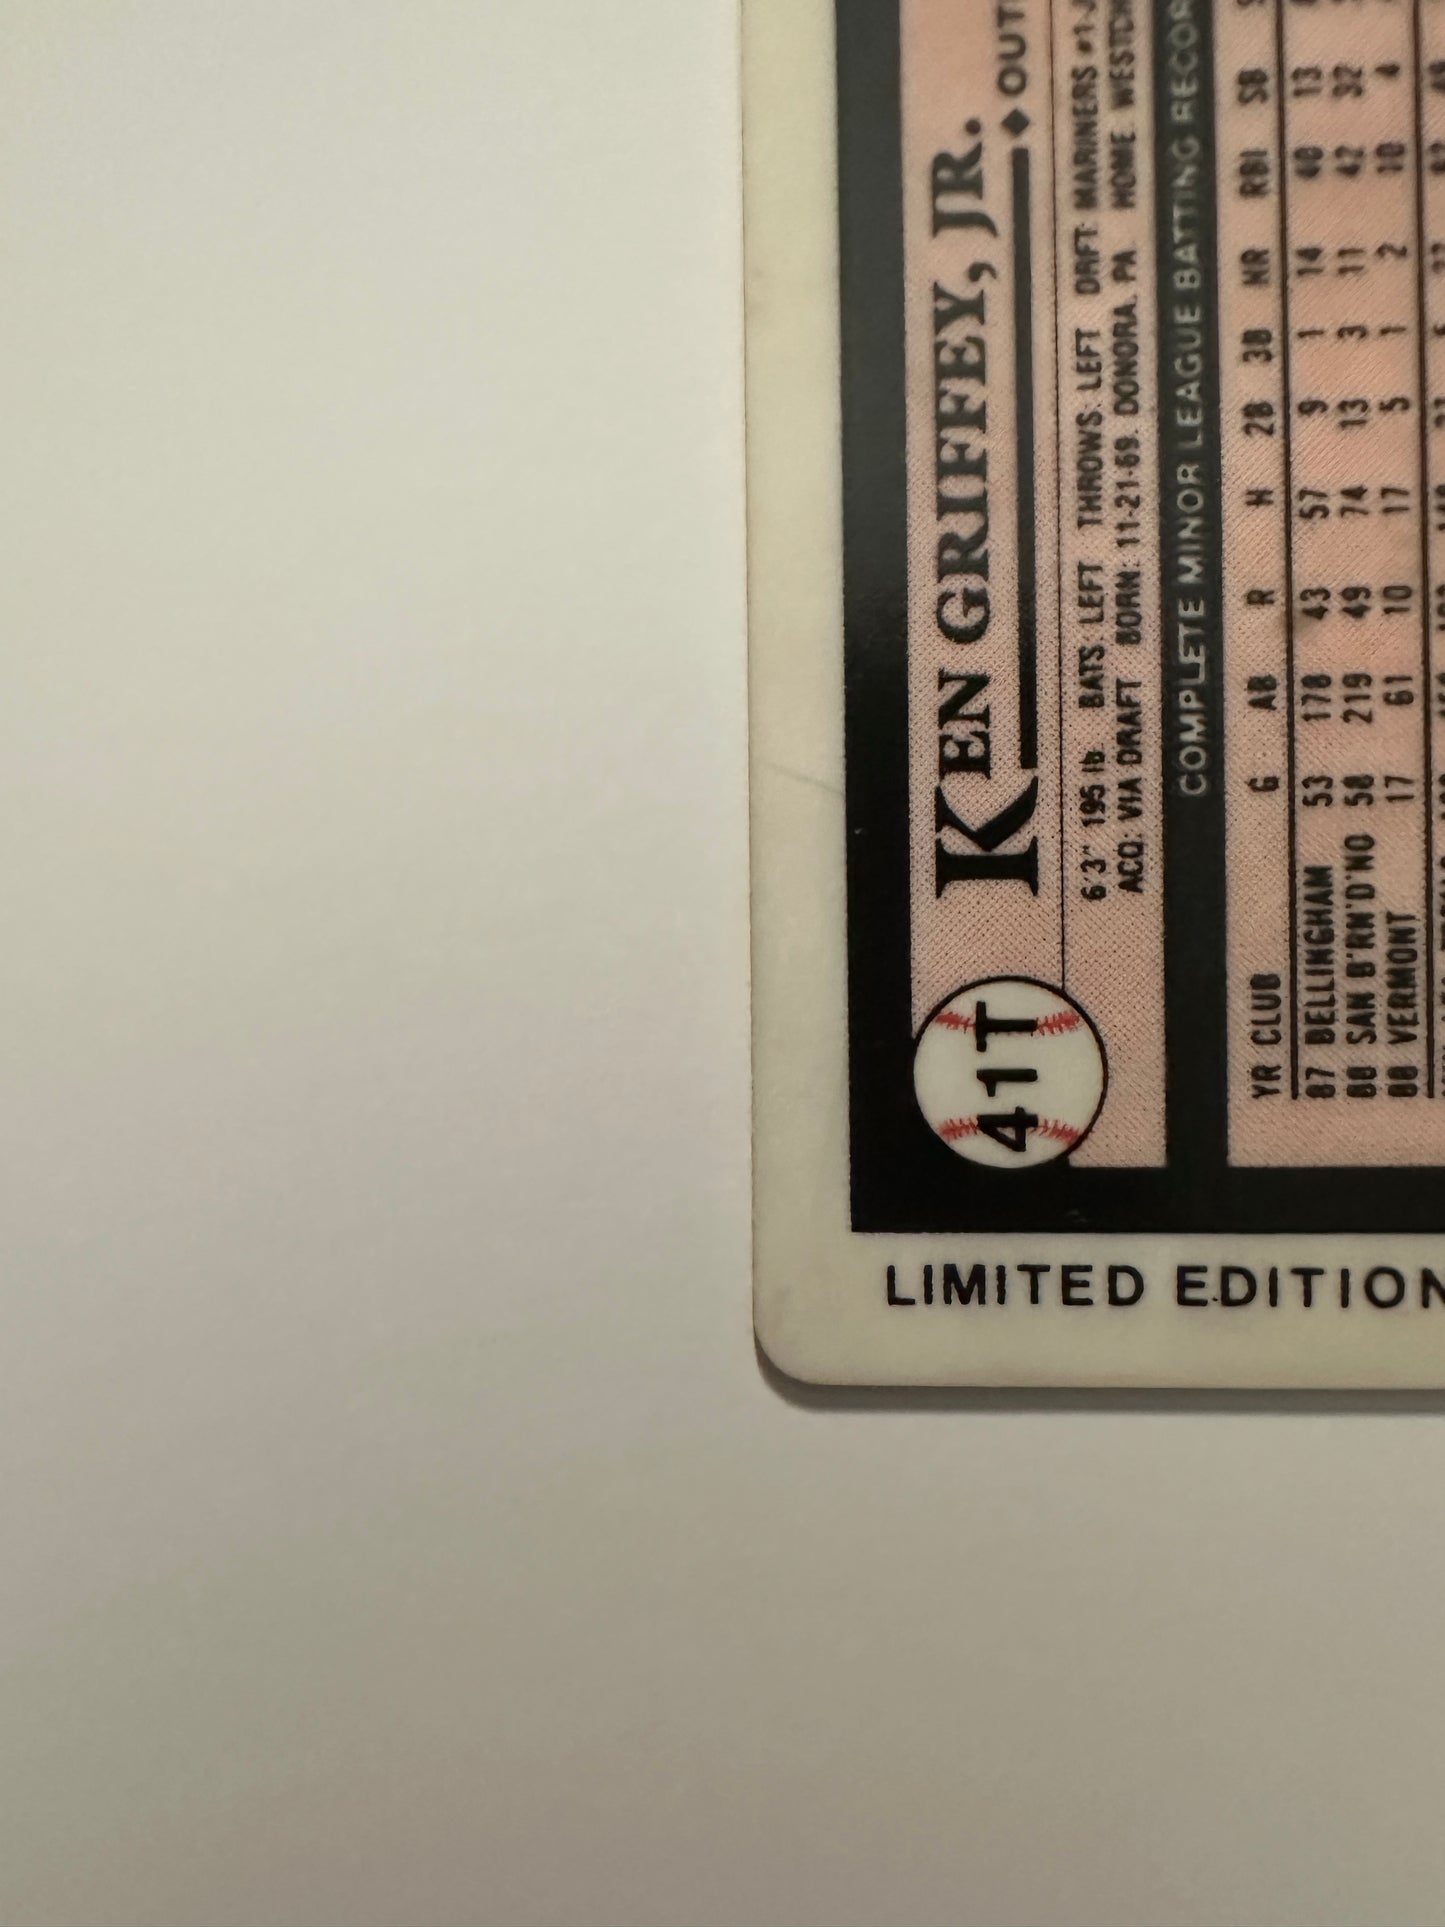 41T
KEN GRIFFEY, JR.
6'3" 195 lb BATS: LEFT THROWS: LEFT DRFT: MARINERS #1-J
ACQ: VIA DRAFT BORN: 11-21-69, DONORA, PA HOME: WESTCH
COMPLETE MINOR LEAGUE BATTING RECOR
YR CLUB G AB R H 2B 3B HR RBI SB
87 BELLINGHAM 53 178 43 57 9 1 14 40 13
88 SAN B'RN'D'NO 58 219 49 74 13 3 11 42 32
88 VERMONT 17 61 10 17 5 1 2 10 4
LIMITED EDITION